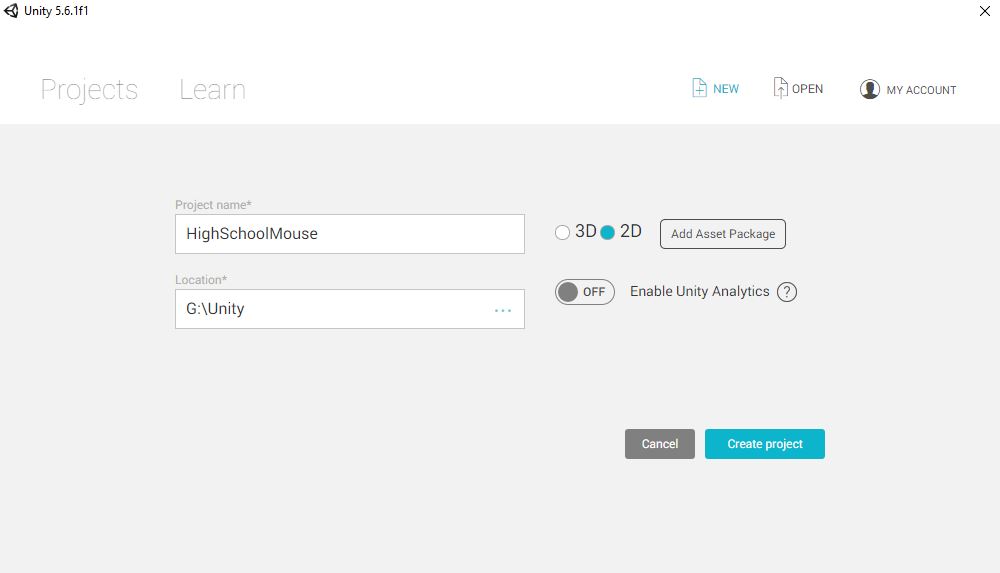 Unity 5.6.1f1
Projects Learn NEW OPEN MY ACCOUNT
Project name*
HighSchoolMouse
3D 2D Add Asset Package
Location*
G:\Unity ...
OFF Enable Unity Analytics ?
Cancel Create project